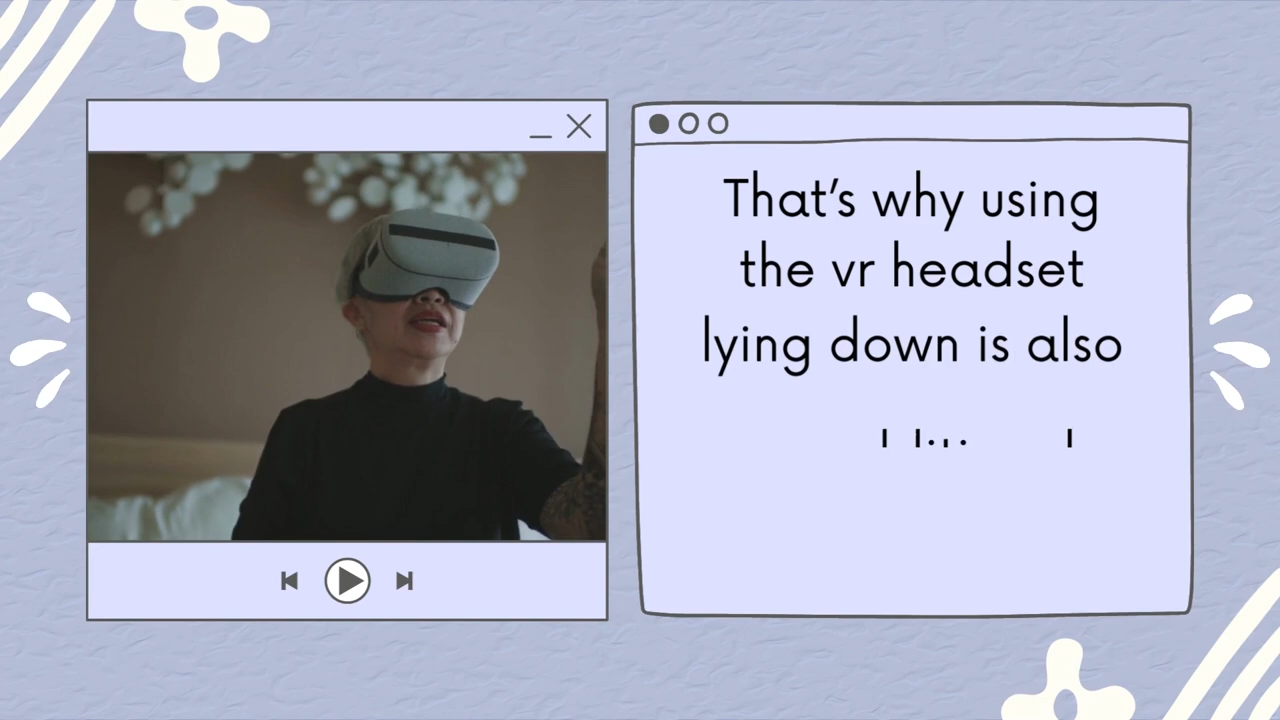 That’s why using
the vr headset
lying down is also